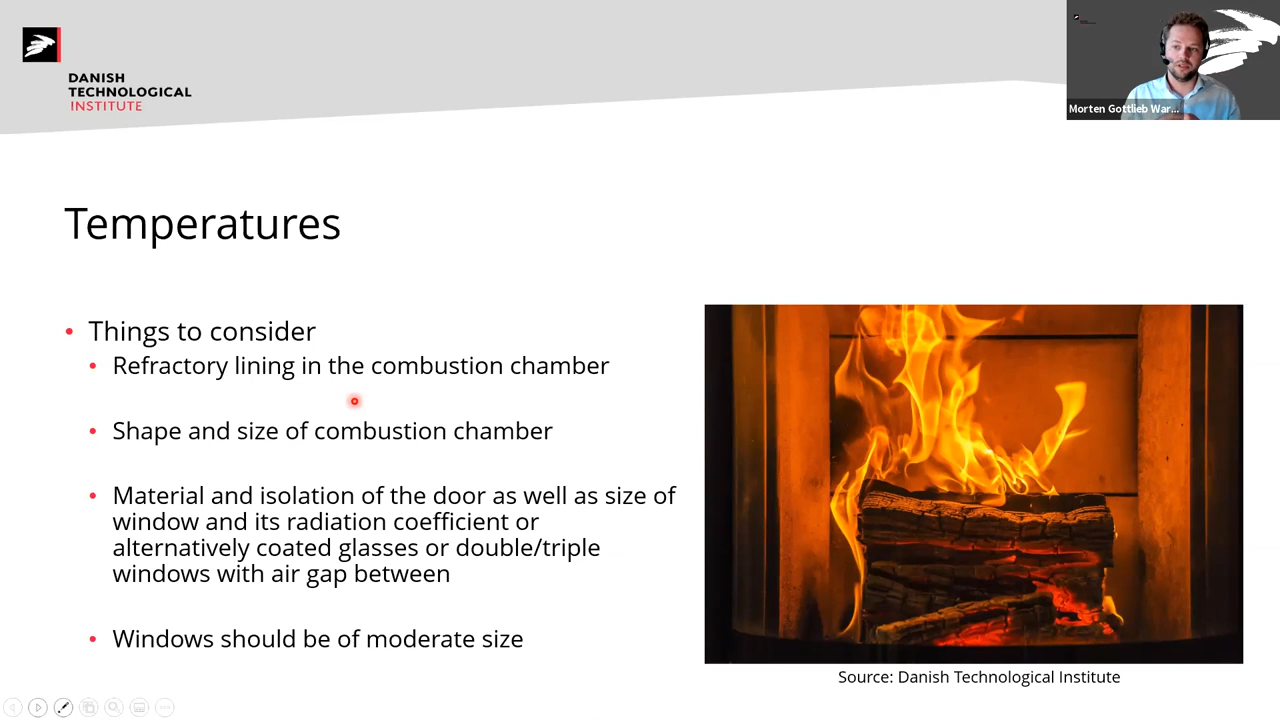 DANISH
TECHNOLOGICAL
INSTITUTE
Morten Gottlieb War...
Temperatures
Things to consider
Refractory lining in the combustion chamber
Shape and size of combustion chamber
Material and isolation of the door as well as size of
window and its radiation coefficient or
alternatively coated glasses or double/triple
windows with air gap between
Windows should be of moderate size
Source: Danish Technological Institute